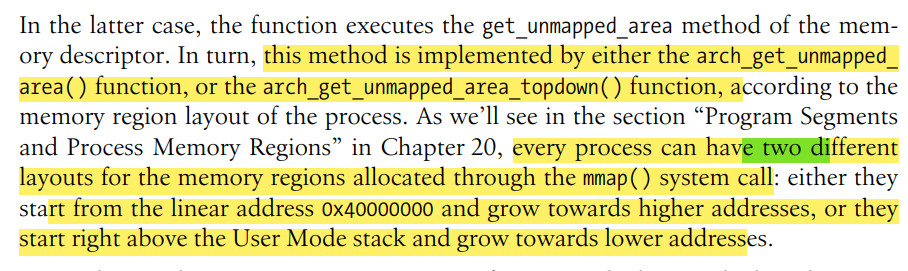 In the latter case, the function executes the get_unmapped_area method of the mem-
ory descriptor. In turn, this method is implemented by either the arch_get_unmapped_
area() function, or the arch_get_unmapped_area_topdown() function, according to the
memory region layout of the process. As we’ll see in the section “Program Segments
and Process Memory Regions” in Chapter 20, every process can have two different
layouts for the memory regions allocated through the mmap() system call: either they
start from the linear address 0x40000000 and grow towards higher addresses, or they
start right above the User Mode stack and grow towards lower addresses.